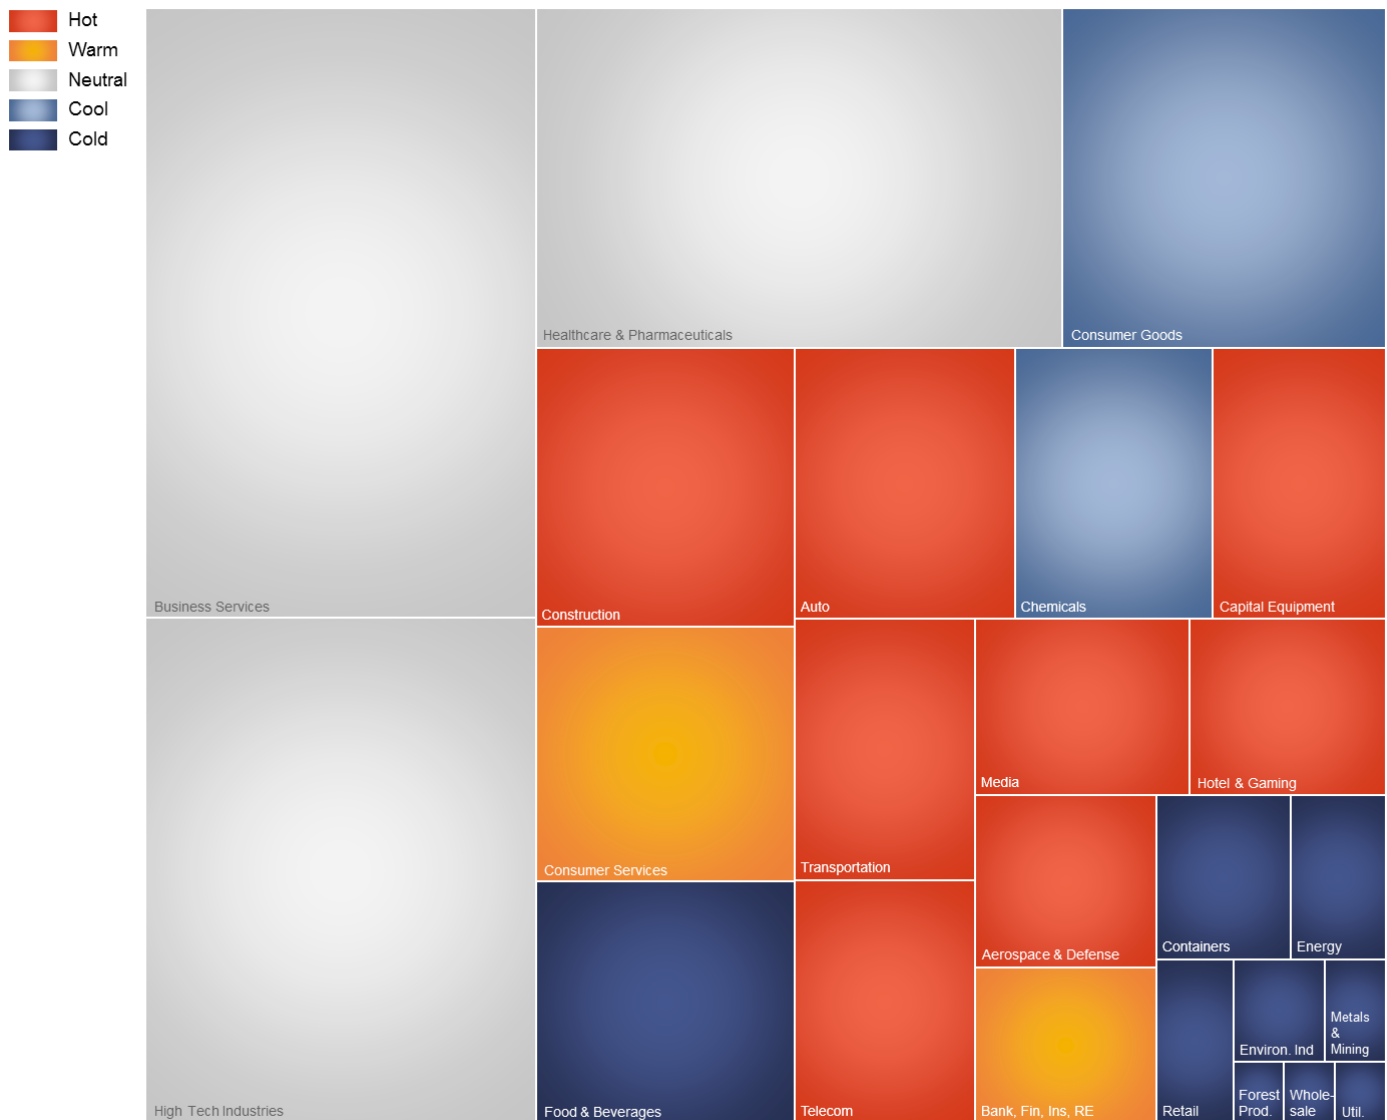 Hot
Warm
Neutral
Cool
Cold
Healthcare & Pharmaceuticals
Consumer Goods
Business Services
Construction
Auto
Chemicals
Capital Equipment
Media
Hotel & Gaming
Consumer Services
Transportation
Aerospace & Defense
Containers
Energy
Metals
&
Mining
Environ. Ind
High Tech Industries
Food & Beverages
Telecom
Bank, Fin, Ins, RE
Retail
Forest
Prod.
Whole-
sale
Util.